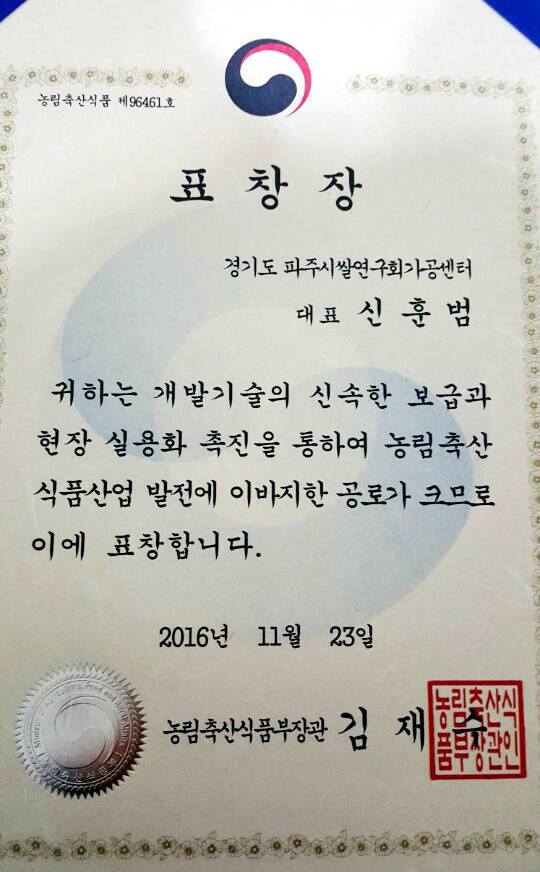 농림축산식품 제96461호
표 창 장
경기도 파주시쌀연구회가공센터
대표 신 훈 범
귀하는 개발기술의 신속한 보급과
현장 실용화 촉진을 통하여 농림축산
식품산업 발전에 이바지한 공로가 크므로
이에 표창합니다.
2016년 11월 23일
농림축산식품부장관 김 재 수
농림축산식
품부장관인